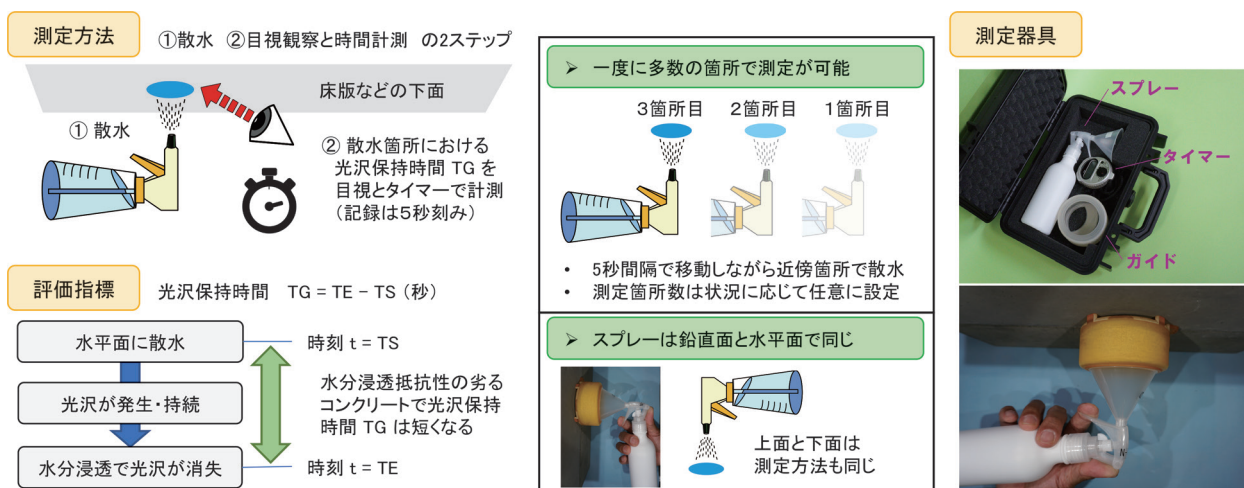 測定方法
①散水 ②目視観察と時間計測 の2ステップ
床版などの下面
① 散水
② 散水箇所における
光沢保持時間 TG を
目視とタイマーで計測
（記録は5秒刻み）
評価指標
光沢保持時間 TG = TE − TS （秒）
水平面に散水
時刻 t = TS
光沢が発生・持続
水分浸透抵抗性の劣る
コンクリートで光沢保持
時間 TG は短くなる
水分浸透で光沢が消失
時刻 t = TE
➢ 一度に多数の箇所で測定が可能
3箇所目 2箇所目 1箇所目
• 5秒間隔で移動しながら近傍箇所で散水
• 測定箇所数は状況に応じて任意に設定
➢ スプレーは鉛直面と水平面で同じ
上面と下面は
測定方法も同じ
測定器具
スプレー
タイマー
ガイド